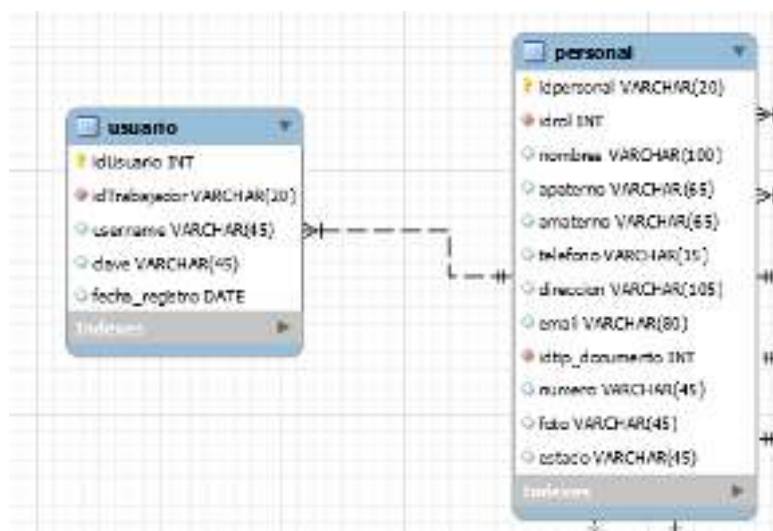 usuario
idUsuario INT
idTrabajador VARCHAR(20)
username VARCHAR(45)
clave VARCHAR(45)
fecha_registro DATE
Indexes
personal
idpersonal VARCHAR(20)
idrol INT
nombres VARCHAR(100)
apaterno VARCHAR(65)
amaterno VARCHAR(65)
telefono VARCHAR(15)
direccion VARCHAR(105)
email VARCHAR(80)
idtip_documento INT
numero VARCHAR(45)
foto VARCHAR(45)
estado VARCHAR(45)
Indexes